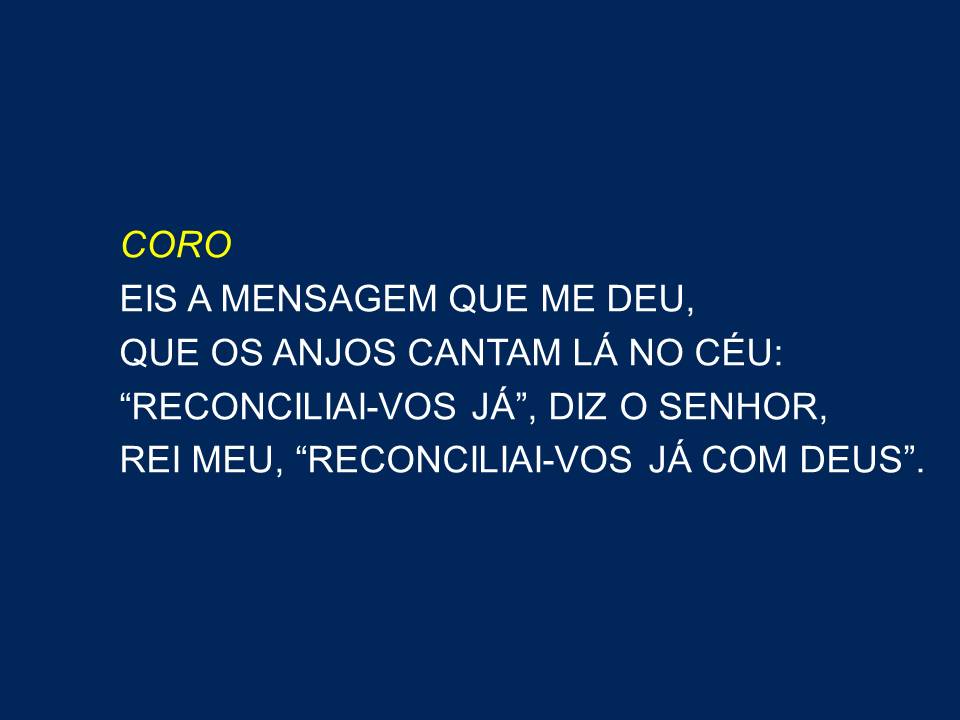 CORO
EIS A MENSAGEM QUE ME DEU,
QUE OS ANJOS CANTAM LÁ NO CÉU:
“RECONCILIAI-VOS JÁ”, DIZ O SENHOR,
REI MEU, “RECONCILIAI-VOS JÁ COM DEUS”.